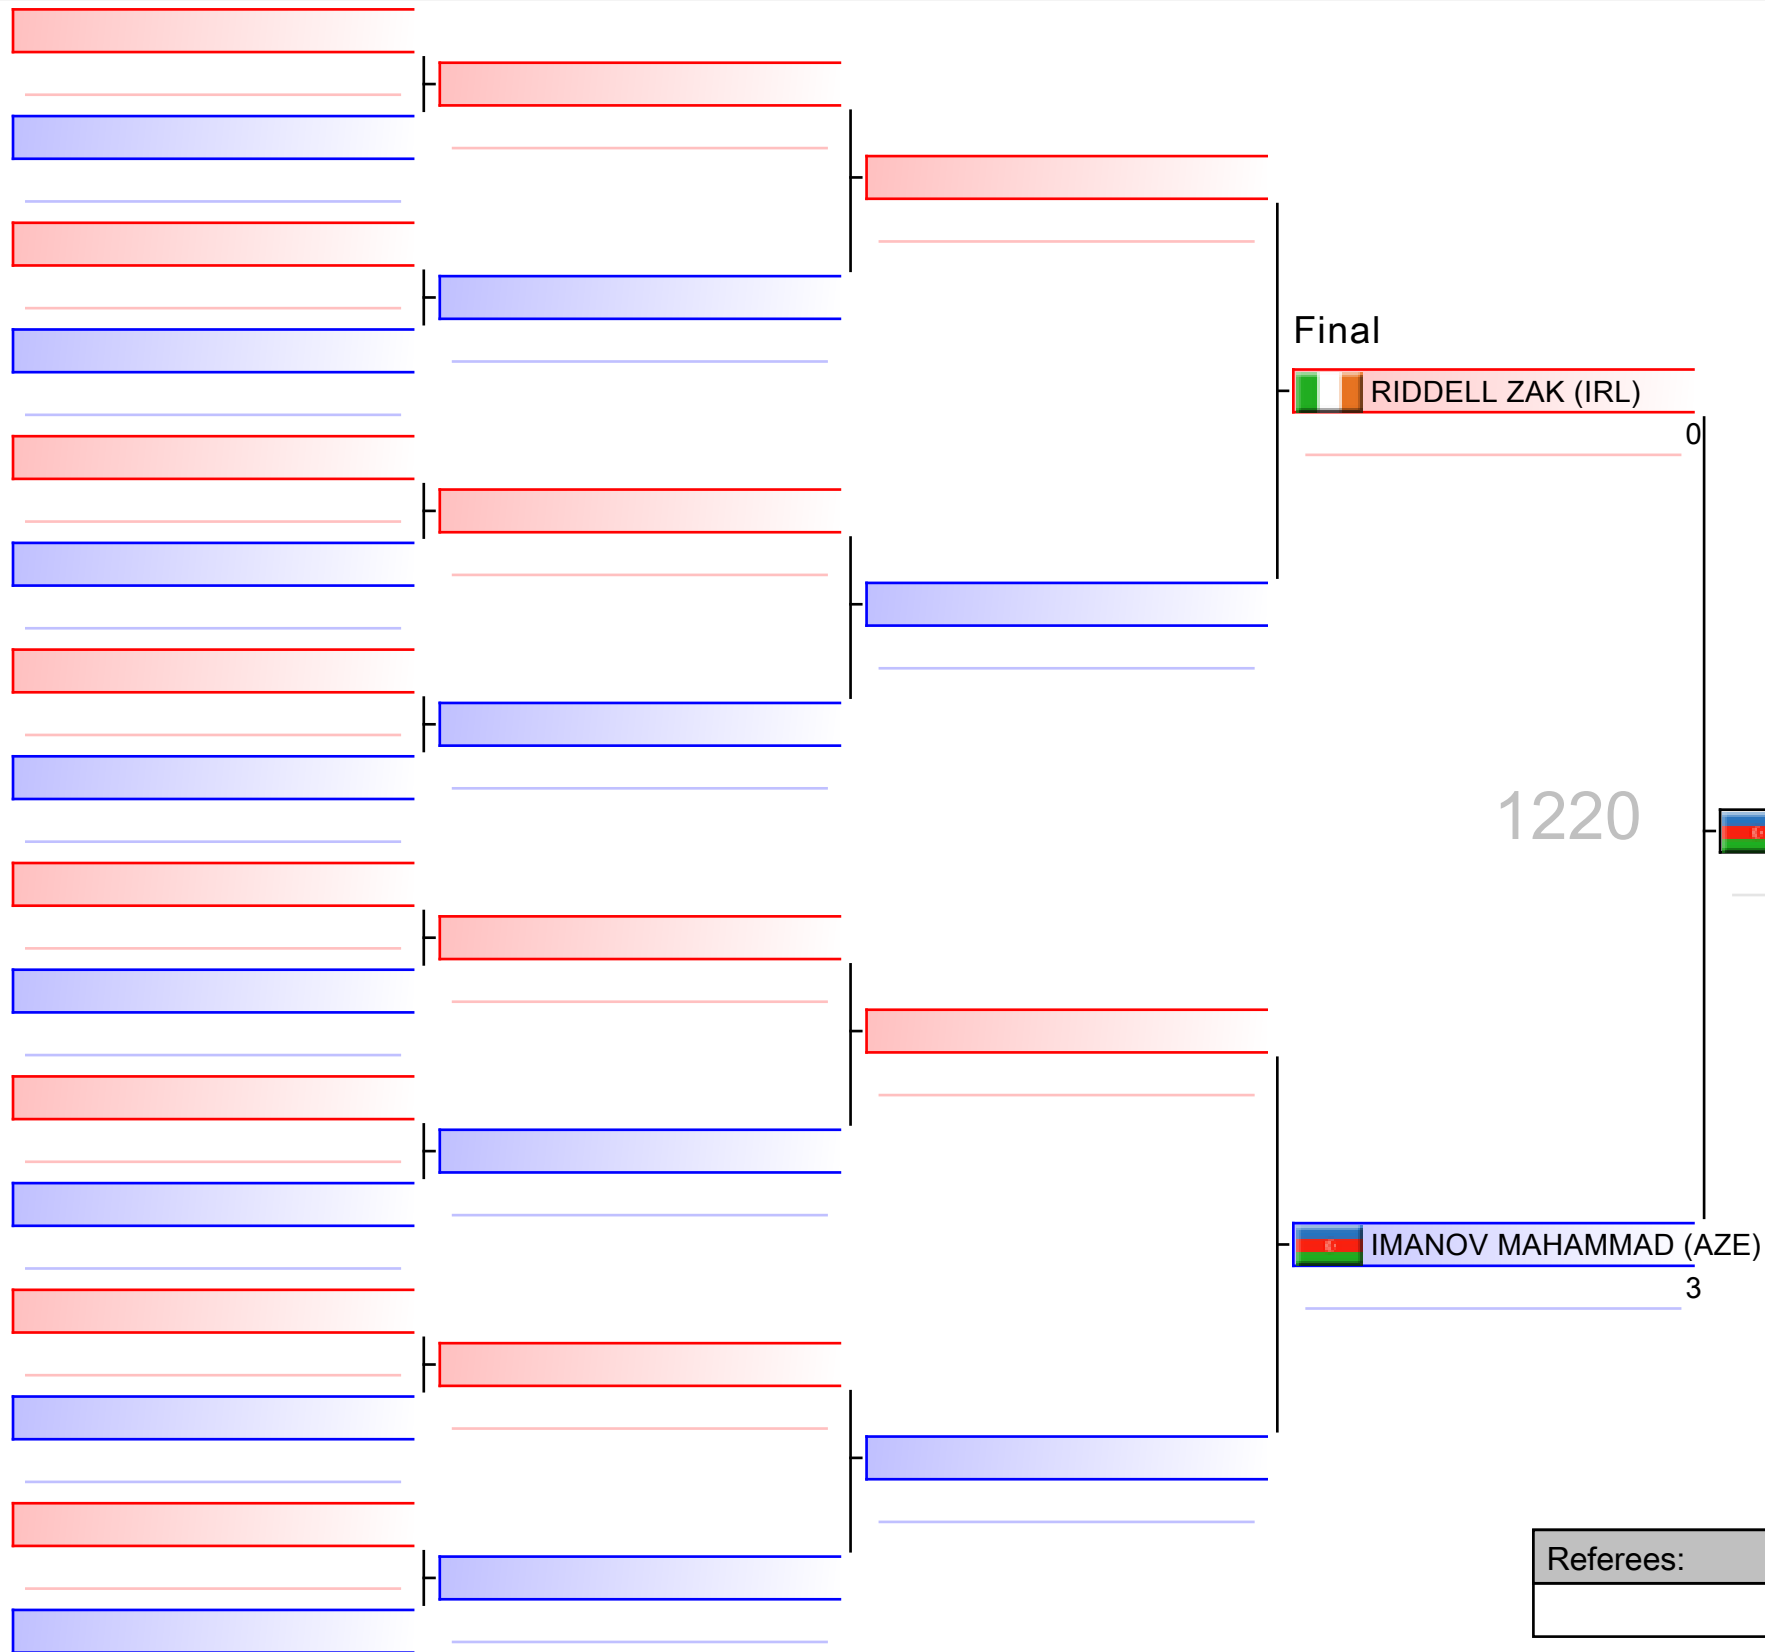 Final
RIDDELL ZAK (IRL)
0
1220
IMANOV MAHAMMAD (AZE)
3
Referees: